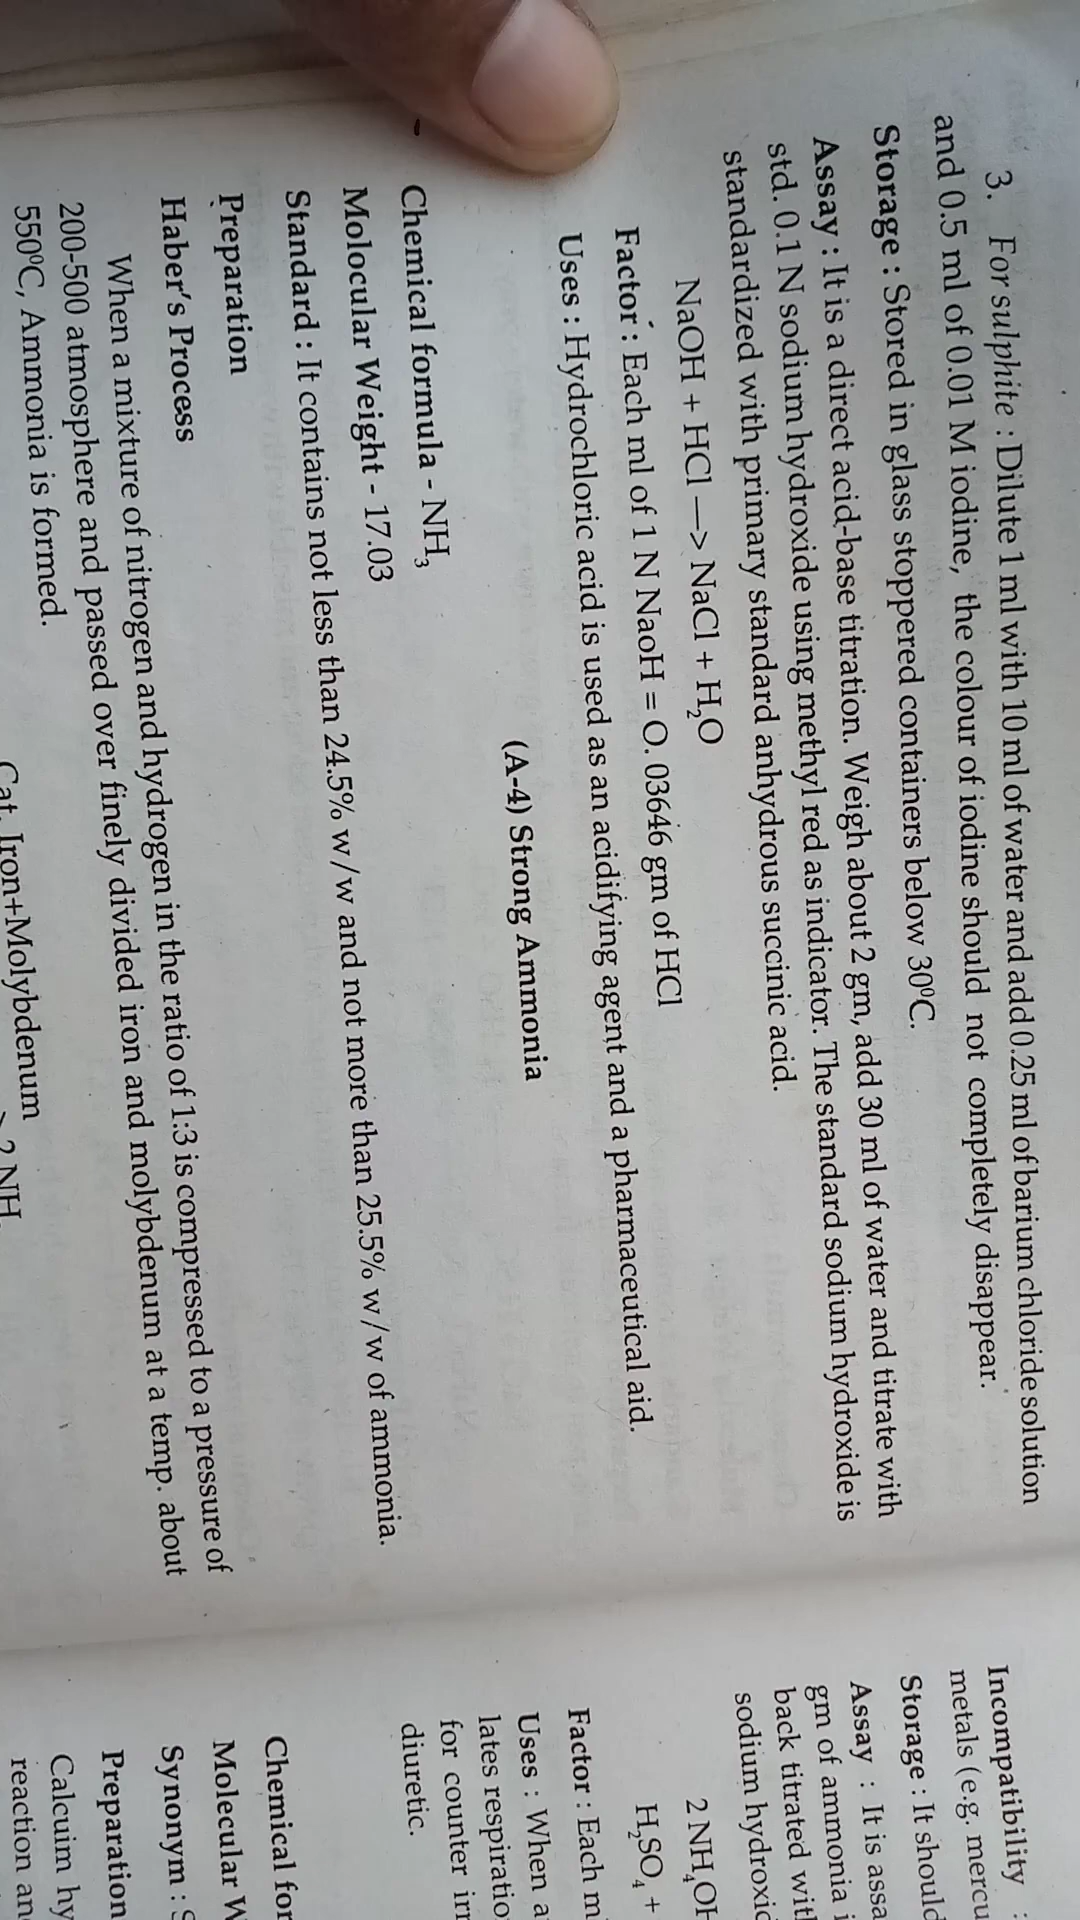 3. For sulphite : Dilute 1 ml with 10 ml of water and add 0.25 ml of barium chloride solution
and 0.5 ml of 0.01 M iodine, the colour of iodine should not completely disappear.
Storage : Stored in glass stoppered containers below 30⁰C.
Assay : It is a direct acid-base titration. Weigh about 2 gm, add 30 ml of water and titrate with
std. 0.1 N sodium hydroxide using methyl red as indicator. The standard sodium hydroxide is
standardized with primary standard anhydrous succinic acid.
NaOH + HCl —> NaCl + H₂O
Factor : Each ml of 1 N NaoH = O. 03646 gm of HCl
Uses : Hydrochloric acid is used as an acidifying agent and a pharmaceutical aid.
(A-4) Strong Ammonia
Chemical formula - NH₃
Molocular Weight - 17.03
Standard : It contains not less than 24.5% w/w and not more than 25.5% w/w of ammonia.
Preparation
Haber's Process
When a mixture of nitrogen and hydrogen in the ratio of 1:3 is compressed to a pressure of
200-500 atmosphere and passed over finely divided iron and molybdenum at a temp. about
550⁰C, Ammonia is formed.
Cat. Iron+Molybdenum
2 NH
Incompatibility :
metals (e.g. mercu
Storage : It should
Assay : It is assa
gm of ammonia i
back titrated wit
sodium hydroxid
2 NH₄OH
H₂SO₄ +
Factor : Each m
Uses : When a
lates respiratio
for counter irr
diuretic.
Chemical for
Molecular W
Synonym : S
Preparation
Calcuim hy
reaction an